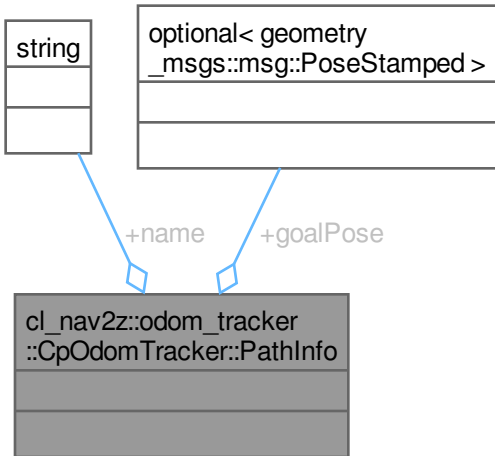 string
optional< geometry
_msgs::msg::PoseStamped >
+name
+goalPose
cl_nav2z::odom_tracker
::CpOdomTracker::PathInfo